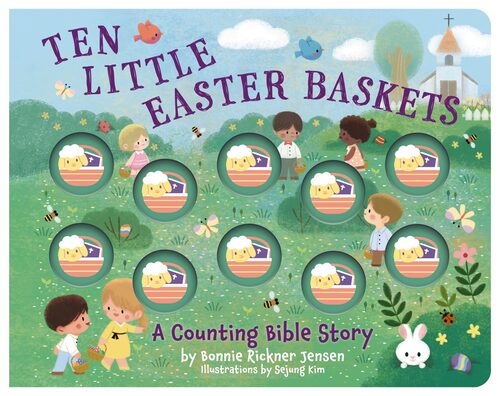 TEN
LITTLE
EASTER BASKETS
A Counting Bible Story
by Bonnie Rickner Jensen
Illustrations by Sejung Kim